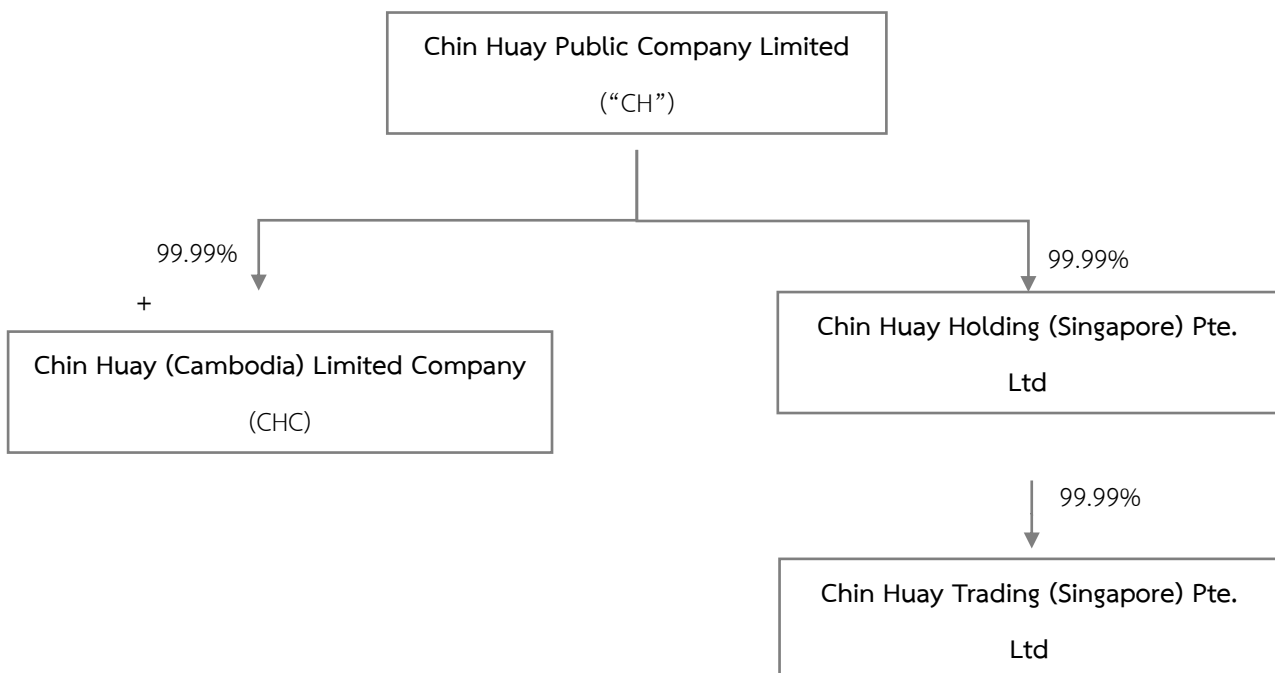 Chin Huay Public Company Limited
(“CH”)
99.99%
99.99%
+
Chin Huay (Cambodia) Limited Company
(CHC)
Chin Huay Holding (Singapore) Pte.
Ltd
99.99%
Chin Huay Trading (Singapore) Pte.
Ltd